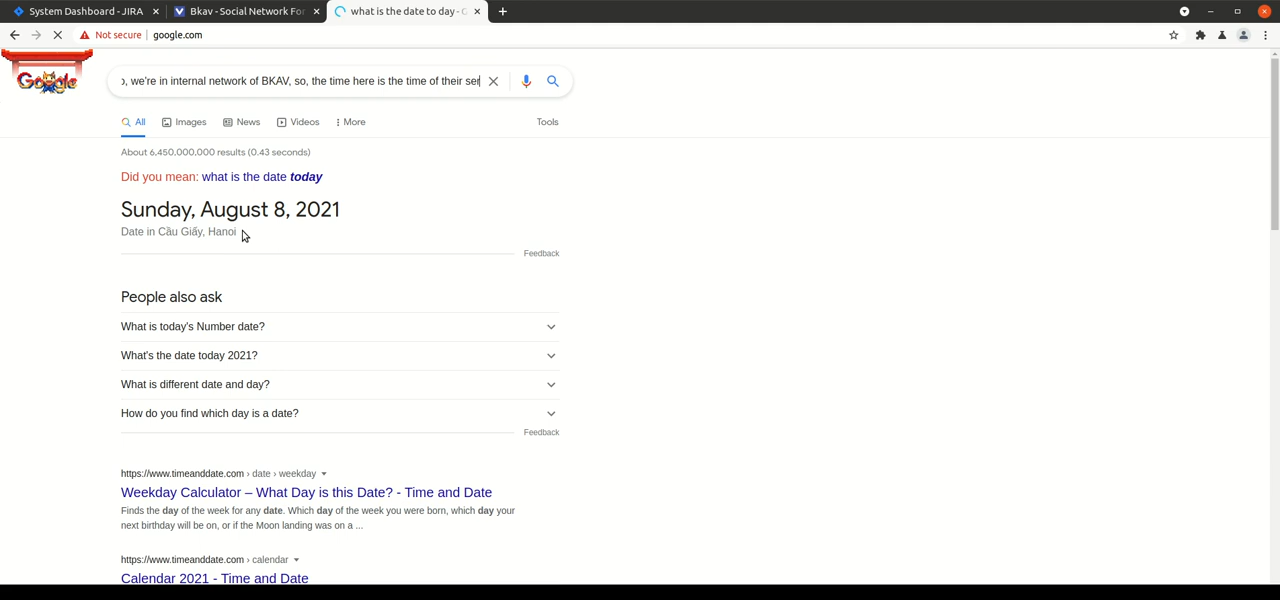 System Dashboard - JIRA
Bkav - Social Network For
what is the date to day -
Not secure
google.com
Google
, we're in internal network of BKAV, so, the time here is the time of their ser
All
Images
News
Videos
More
Tools
About 6,450,000,000 results (0.43 seconds)
Did you mean: what is the date today
Sunday, August 8, 2021
Date in Cầu Giấy, Hanoi
Feedback
People also ask
What is today's Number date?
What's the date today 2021?
What is different date and day?
How do you find which day is a date?
Feedback
https://www.timeanddate.com › date › weekday
Weekday Calculator – What Day is this Date? - Time and Date
Finds the day of the week for any date. Which day of the week you were born, which day your
next birthday will be on, or if the Moon landing was on a ...
https://www.timeanddate.com › calendar
Calendar 2021 - Time and Date